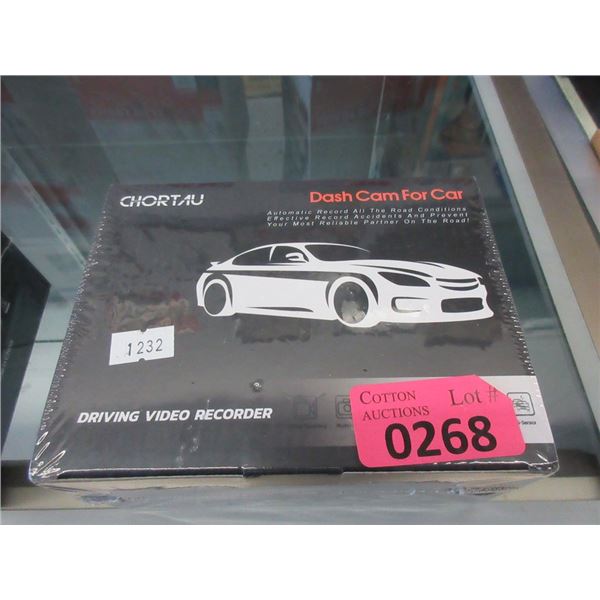 CHORTAU
Dash Cam For Car
Automatic Record All The Road Conditions
Effective Record Accidents And Prevent
Your Most Reliable Partner On The Road!
1232
DRIVING VIDEO RECORDER
COTTON
AUCTIONS
Lot #
0268